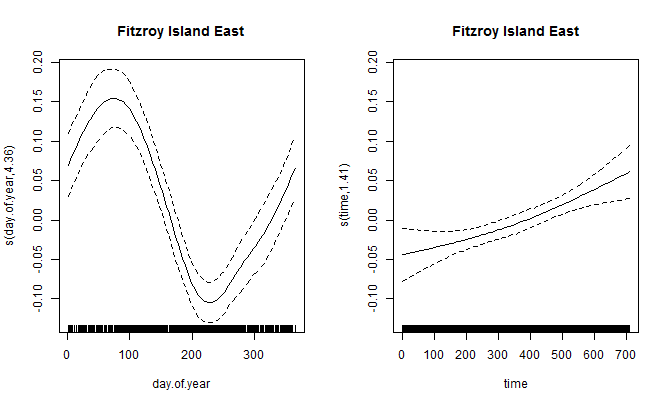 Fitzroy Island East
s(day.of.year,4.36)
0.20
0.15
0.10
0.05
0.00
-0.05
-0.10
0 100 200 300
day.of.year
Fitzroy Island East
s(time,1.41)
0.20
0.15
0.10
0.05
0.00
-0.05
-0.10
0 100 200 300 400 500 600 700
time